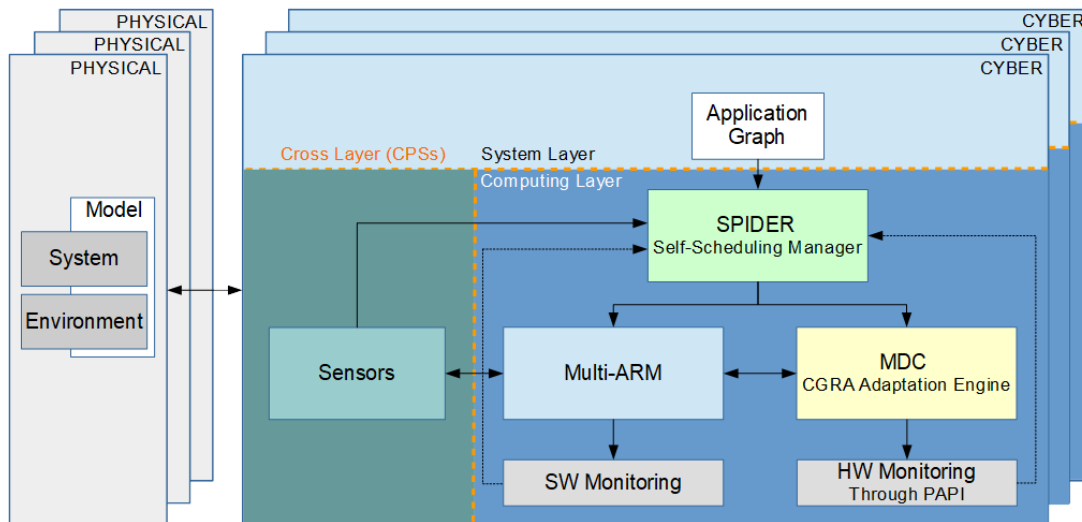 PHYSICAL
PHYSICAL
PHYSICAL
CYBER
CYBER
CYBER
Application
Graph
Cross Layer (CPSs)
System Layer
Computing Layer
Model
System
Environment
SPIDER
Self-Scheduling Manager
Sensors
Multi-ARM
MDC
CGRA Adaptation Engine
SW Monitoring
HW Monitoring
Through PAPI